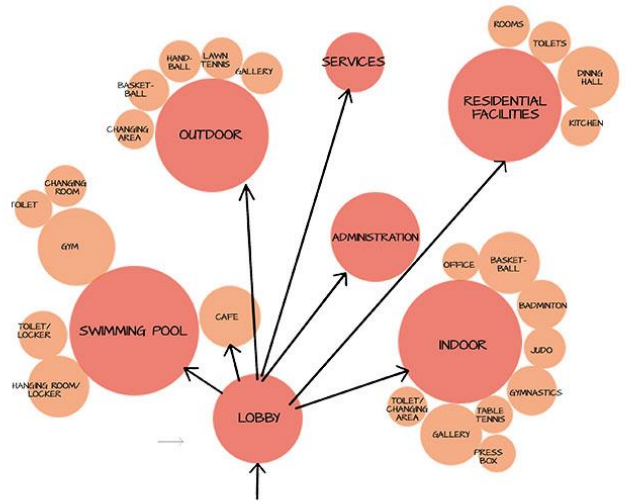 ROOMS
TOILETS
DINING
HALL
KITCHEN
RESIDENTIAL
FACILITIES
SERVICES
HAND-
BALL
LAWN
TENNIS
GALLERY
BASKET-
BALL
CHANGING
AREA
OUTDOOR
CHANGING
ROOM
TOILET
GYM
ADMINISTRATION
OFFICE
BASKET-
BALL
BADMINTON
JUDO
GYMNASTICS
INDOOR
TOILET/
CHANGING
AREA
TABLE
TENNIS
GALLERY
PRESS
BOX
SWIMMING POOL
CAFE
TOILET/
LOCKER
HANGING ROOM/
LOCKER
LOBBY